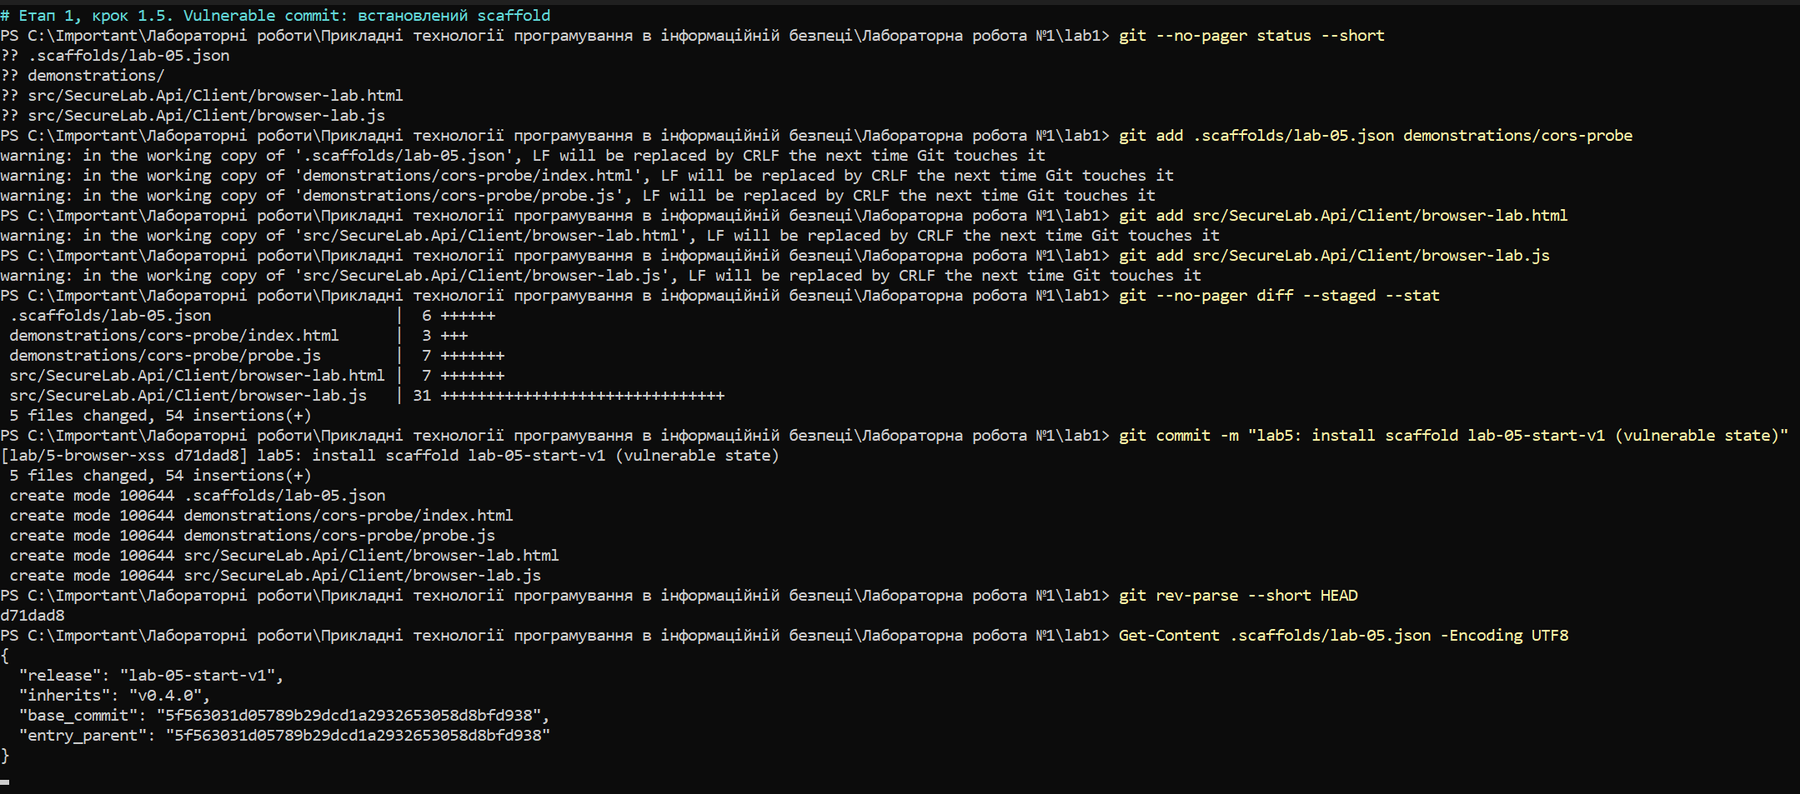 # Етап 1, крок 1.5. Vulnerable commit: встановлений scaffold
PS C:\Important\Лабораторні роботи\Прикладні технології програмування в інформаційній безпеці\Лабораторна робота №1\lab1> git --no-pager status --short
?? .scaffolds/lab-05.json
?? demonstrations/
?? src/SecureLab.Api/Client/browser-lab.html
?? src/SecureLab.Api/Client/browser-lab.js
PS C:\Important\Лабораторні роботи\Прикладні технології програмування в інформаційній безпеці\Лабораторна робота №1\lab1> git add .scaffolds/lab-05.json demonstrations/cors-probe
warning: in the working copy of '.scaffolds/lab-05.json', LF will be replaced by CRLF the next time Git touches it
warning: in the working copy of 'demonstrations/cors-probe/index.html', LF will be replaced by CRLF the next time Git touches it
warning: in the working copy of 'demonstrations/cors-probe/probe.js', LF will be replaced by CRLF the next time Git touches it
PS C:\Important\Лабораторні роботи\Прикладні технології програмування в інформаційній безпеці\Лабораторна робота №1\lab1> git add src/SecureLab.Api/Client/browser-lab.html
warning: in the working copy of 'src/SecureLab.Api/Client/browser-lab.html', LF will be replaced by CRLF the next time Git touches it
PS C:\Important\Лабораторні роботи\Прикладні технології програмування в інформаційній безпеці\Лабораторна робота №1\lab1> git add src/SecureLab.Api/Client/browser-lab.js
warning: in the working copy of 'src/SecureLab.Api/Client/browser-lab.js', LF will be replaced by CRLF the next time Git touches it
PS C:\Important\Лабораторні роботи\Прикладні технології програмування в інформаційній безпеці\Лабораторна робота №1\lab1> git --no-pager diff --staged --stat
 .scaffolds/lab-05.json                    |  6 ++++++
 demonstrations/cors-probe/index.html      |  3 +++
 demonstrations/cors-probe/probe.js        |  7 +++++++
 src/SecureLab.Api/Client/browser-lab.html |  7 +++++++
 src/SecureLab.Api/Client/browser-lab.js   | 31 +++++++++++++++++++++++++++++++
 5 files changed, 54 insertions(+)
PS C:\Important\Лабораторні роботи\Прикладні технології програмування в інформаційній безпеці\Лабораторна робота №1\lab1> git commit -m "lab5: install scaffold lab-05-start-v1 (vulnerable state)"
[lab/5-browser-xss d71dad8] lab5: install scaffold lab-05-start-v1 (vulnerable state)
 5 files changed, 54 insertions(+)
 create mode 100644 .scaffolds/lab-05.json
 create mode 100644 demonstrations/cors-probe/index.html
 create mode 100644 demonstrations/cors-probe/probe.js
 create mode 100644 src/SecureLab.Api/Client/browser-lab.html
 create mode 100644 src/SecureLab.Api/Client/browser-lab.js
PS C:\Important\Лабораторні роботи\Прикладні технології програмування в інформаційній безпеці\Лабораторна робота №1\lab1> git rev-parse --short HEAD
d71dad8
PS C:\Important\Лабораторні роботи\Прикладні технології програмування в інформаційній безпеці\Лабораторна робота №1\lab1> Get-Content .scaffolds/lab-05.json -Encoding UTF8
{
  "release": "lab-05-start-v1",
  "inherits": "v0.4.0",
  "base_commit": "5f563031d05789b29dcd1a2932653058d8bfd938",
  "entry_parent": "5f563031d05789b29dcd1a2932653058d8bfd938"
}